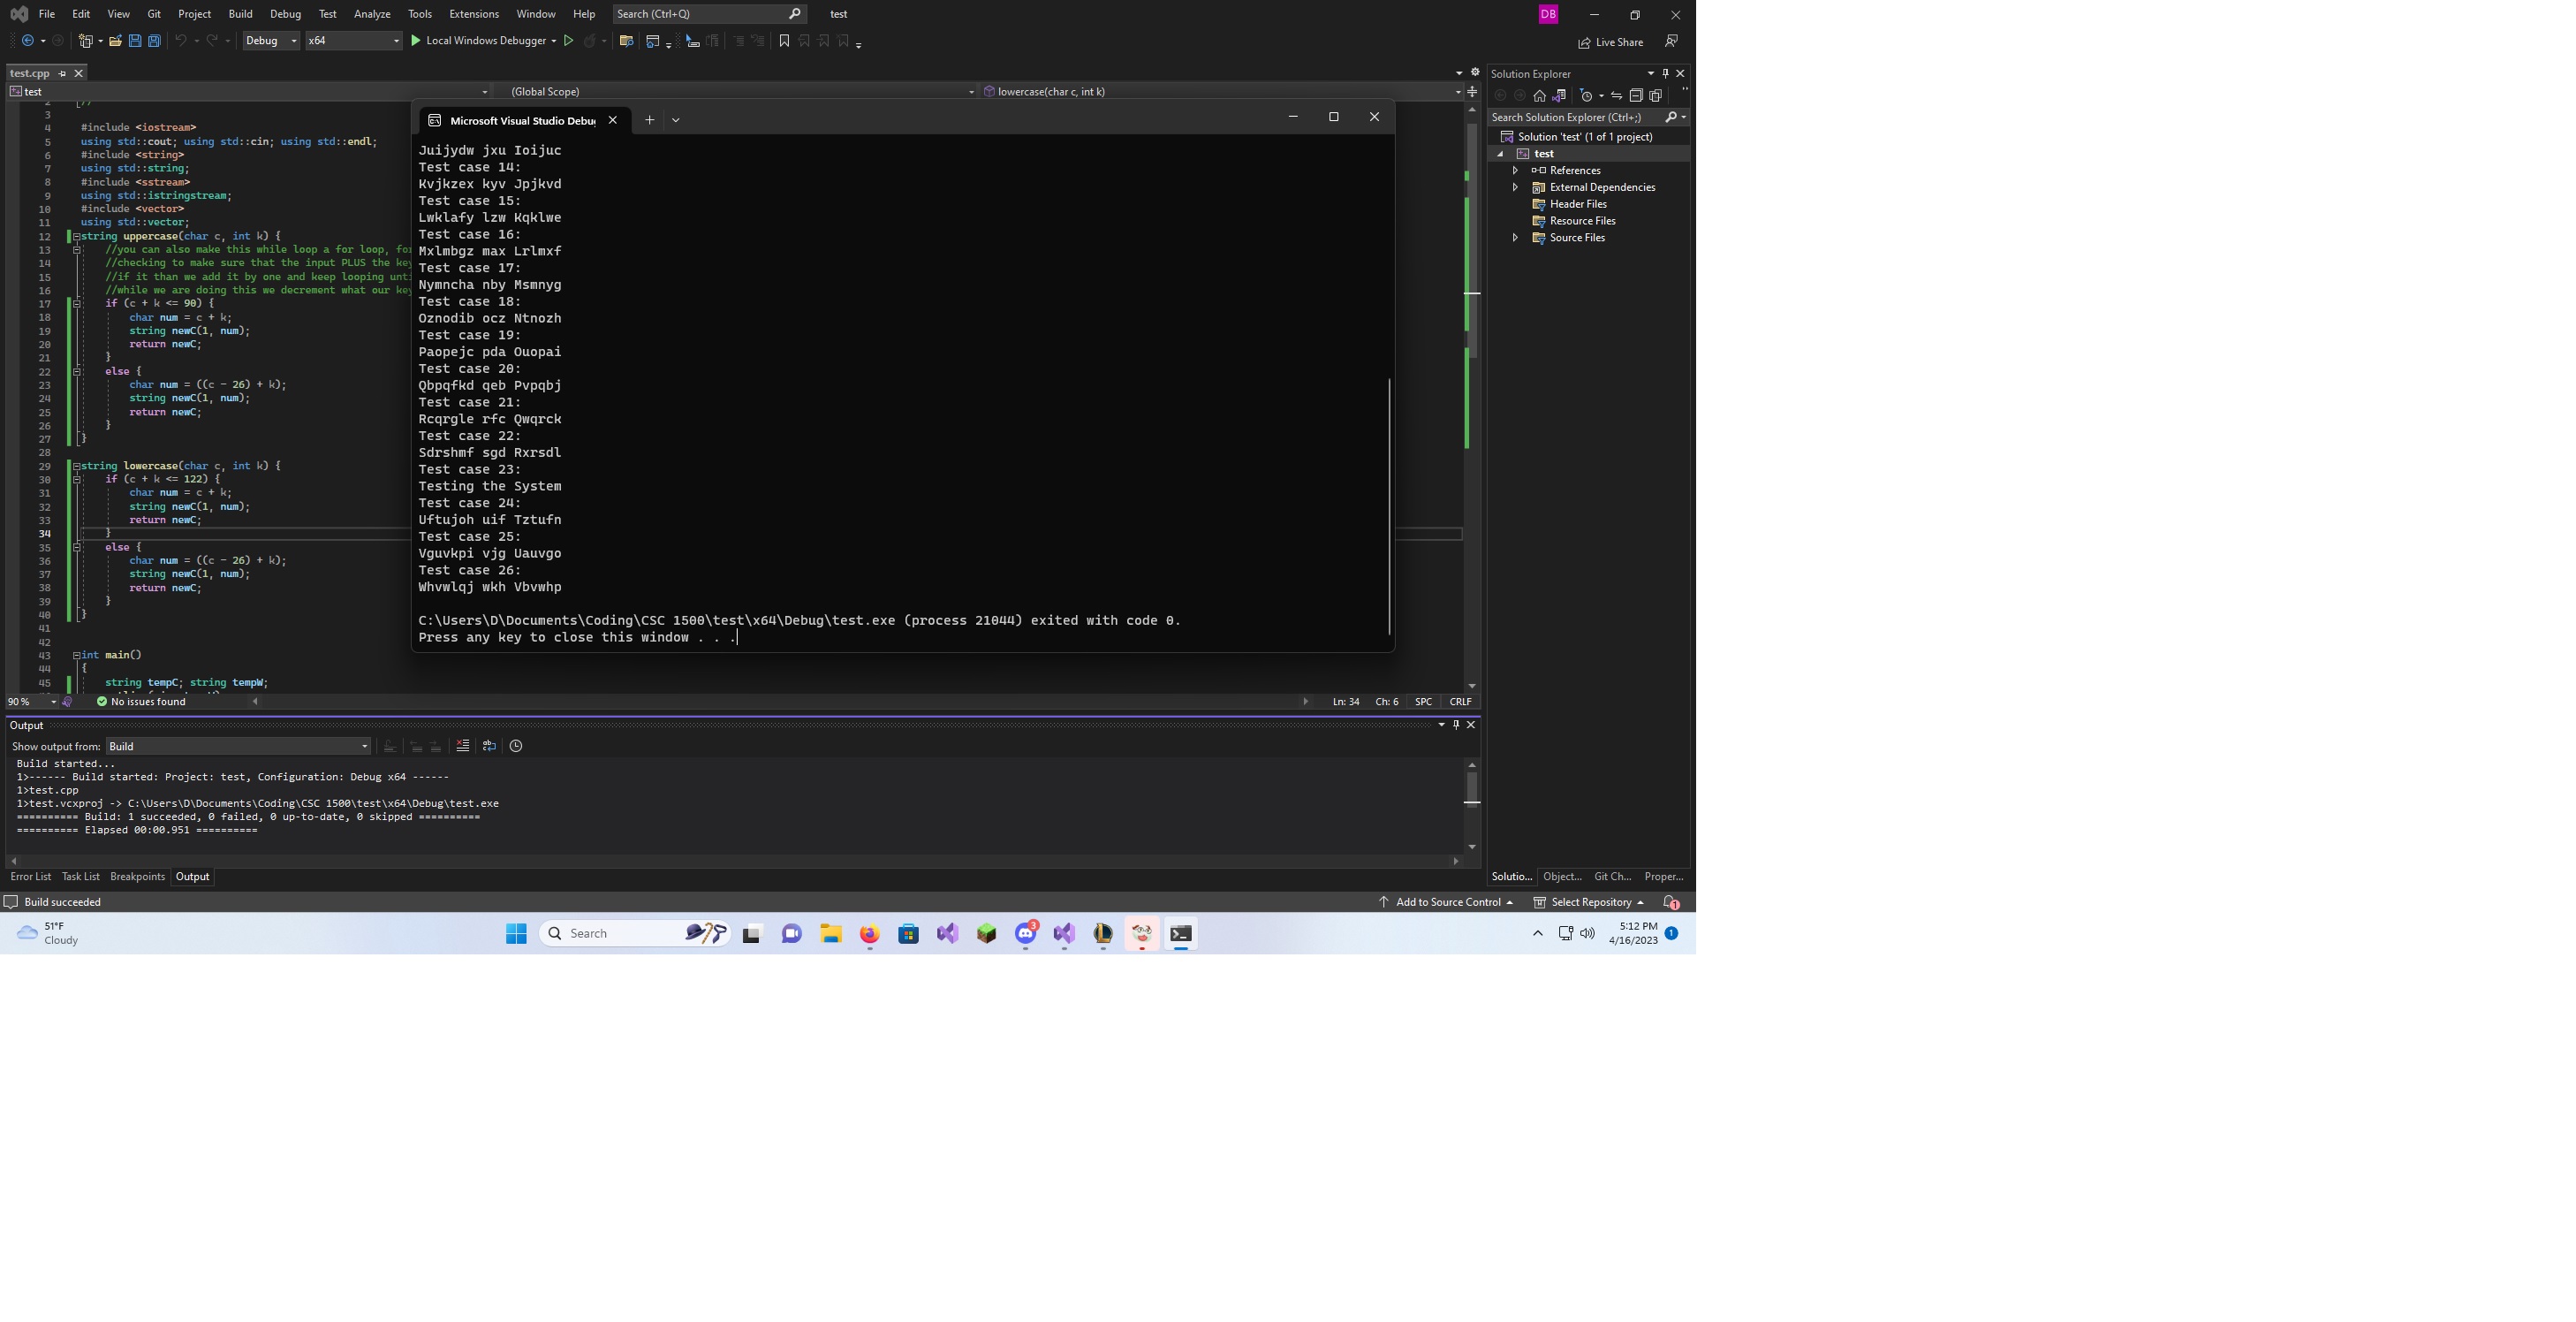 File Edit View Git Project Build Debug Test Analyze Tools Extensions Window Help Search (Ctrl+Q) test DB
Debug x64 Local Windows Debugger Live Share
test.cpp
test (Global Scope) lowercase(char c, int k)
2 //
3
4 #include <iostream>
5 using std::cout; using std::cin; using std::endl;
6 #include <string>
7 using std::string;
8 #include <sstream>
9 using std::istringstream;
10 #include <vector>
11 using std::vector;
12 string uppercase(char c, int k) {
13 //you can also make this while loop a for loop, for
14 //checking to make sure that the input PLUS the key
15 //if it than we add it by one and keep looping unti
16 //while we are doing this we decrement what our key
17 if (c + k <= 90) {
18 char num = c + k;
19 string newC(1, num);
20 return newC;
21 }
22 else {
23 char num = ((c - 26) + k);
24 string newC(1, num);
25 return newC;
26 }
27 }
28
29 string lowercase(char c, int k) {
30 if (c + k <= 122) {
31 char num = c + k;
32 string newC(1, num);
33 return newC;
34 }
35 else {
36 char num = ((c - 26) + k);
37 string newC(1, num);
38 return newC;
39 }
40 }
41
42
43 int main()
44 {
45 string tempC; string tempW;
90 % No issues found Ln: 34 Ch: 6 SPC CRLF
Microsoft Visual Studio Debu
Juijydw jxu Ioijuc
Test case 14:
Kvjkzex kyv Jpjkvd
Test case 15:
Lwklafy lzw Kqklwe
Test case 16:
Mxlmbgz max Lrlmxf
Test case 17:
Nymncha nby Msmnyg
Test case 18:
Oznodib ocz Ntnozh
Test case 19:
Paopejc pda Ouopai
Test case 20:
Qbpqfkd qeb Pvpqbj
Test case 21:
Rcqrgle rfc Qwqrck
Test case 22:
Sdrshmf sgd Rxrsdl
Test case 23:
Testing the System
Test case 24:
Uftujoh uif Tztufn
Test case 25:
Vguvkpi vjg Uauvgo
Test case 26:
Whvwlqj wkh Vbvwhp
C:\Users\D\Documents\Coding\CSC 1500\test\x64\Debug\test.exe (process 21044) exited with code 0.
Press any key to close this window . . .
Solution Explorer
Search Solution Explorer (Ctrl+;)
Solution 'test' (1 of 1 project)
test
References
External Dependencies
Header Files
Resource Files
Source Files
Output
Show output from: Build
Build started...
1>------ Build started: Project: test, Configuration: Debug x64 ------
1>test.cpp
1>test.vcxproj -> C:\Users\D\Documents\Coding\CSC 1500\test\x64\Debug\test.exe
========== Build: 1 succeeded, 0 failed, 0 up-to-date, 0 skipped ==========
========== Elapsed 00:00.951 ==========
Error List Task List Breakpoints Output
Solutio... Object... Git Ch... Proper...
Build succeeded Add to Source Control Select Repository 1
51°F
Cloudy
Search
3
5:12 PM
4/16/2023
1